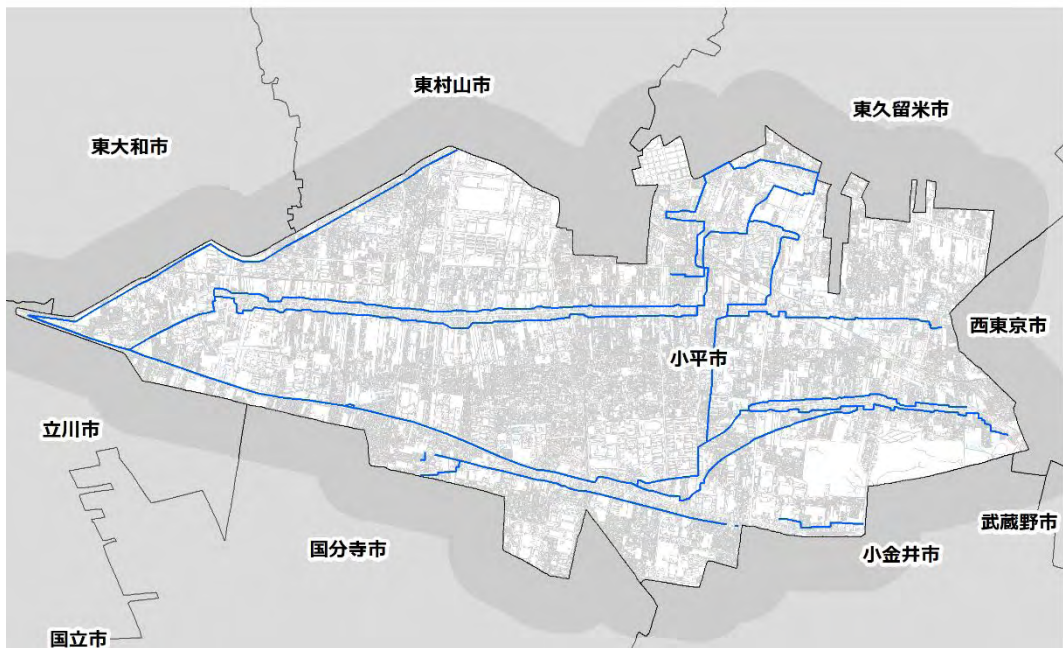 東村山市
東久留米市
東大和市
西東京市
小平市
立川市
武蔵野市
国分寺市
小金井市
国立市